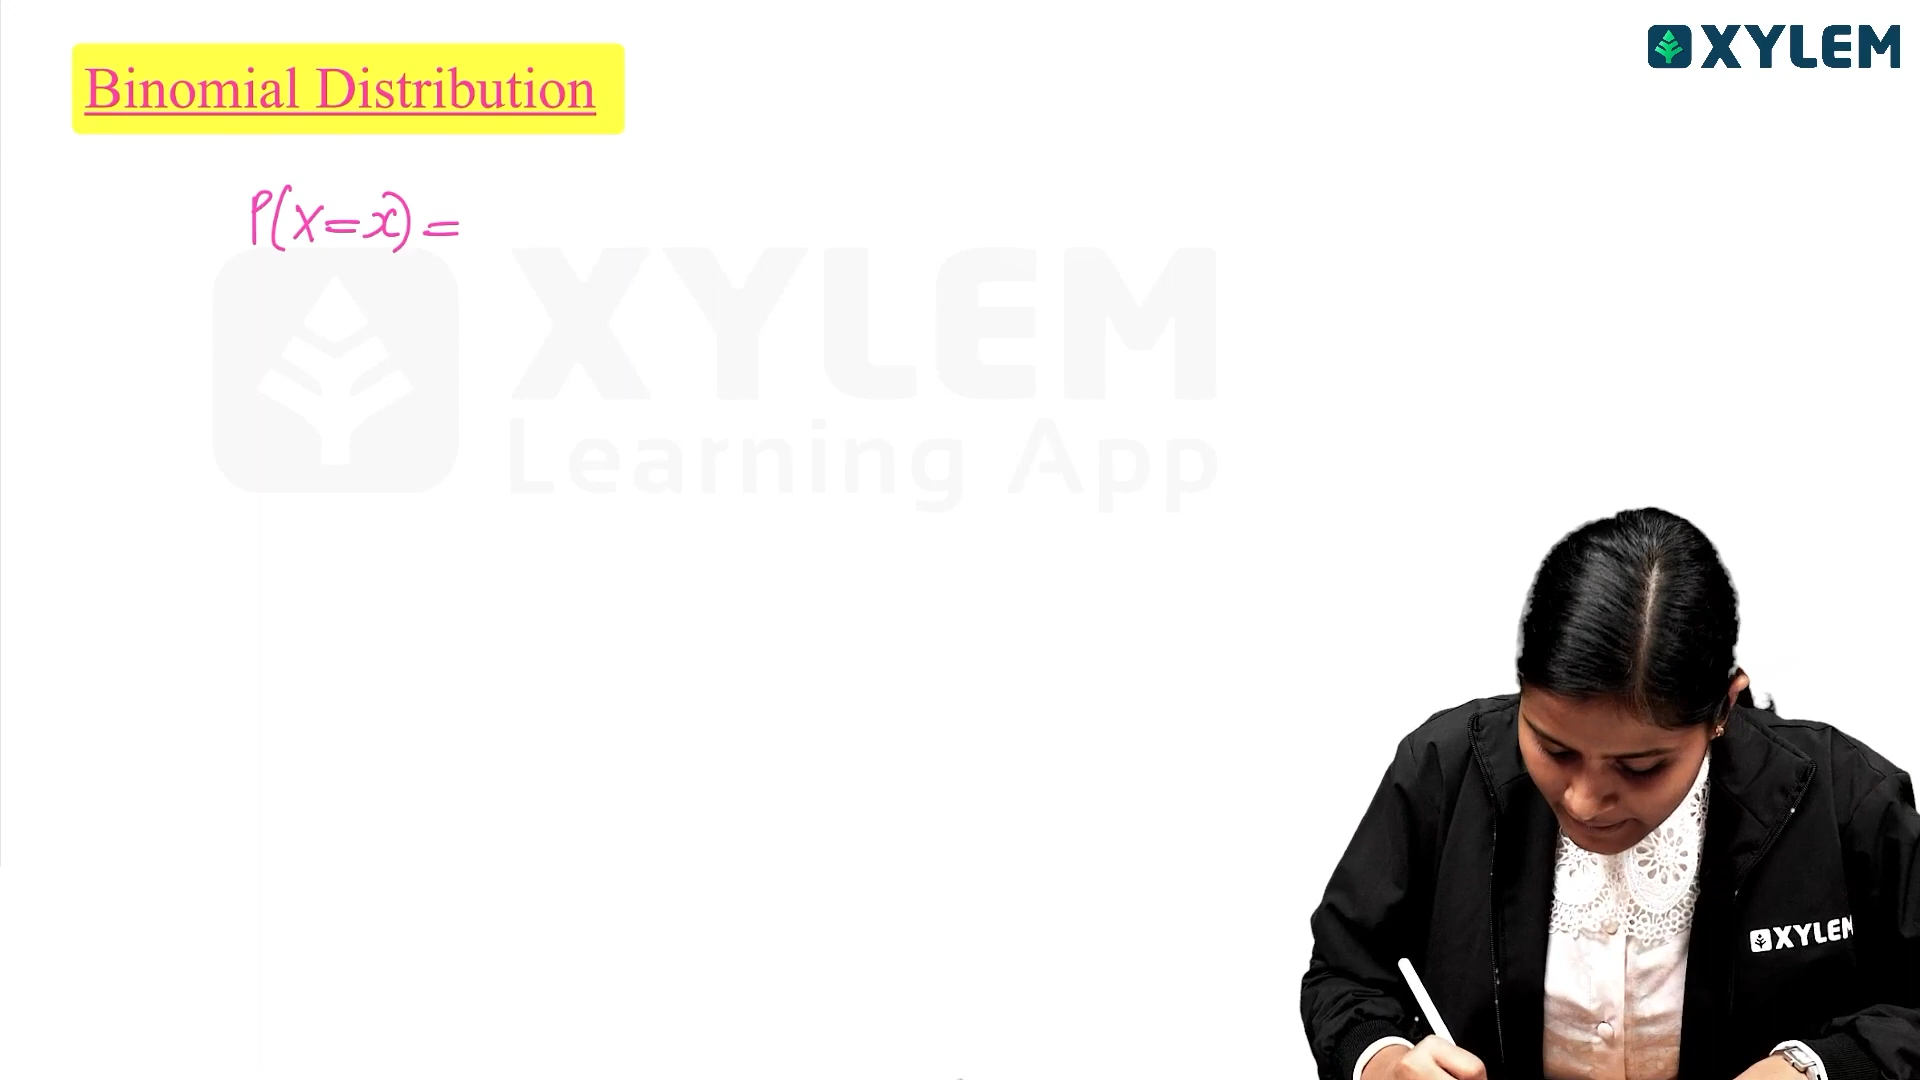 XYLEM
Binomial Distribution
P(X=x)=
XYLEM
Learning App
XYLEM